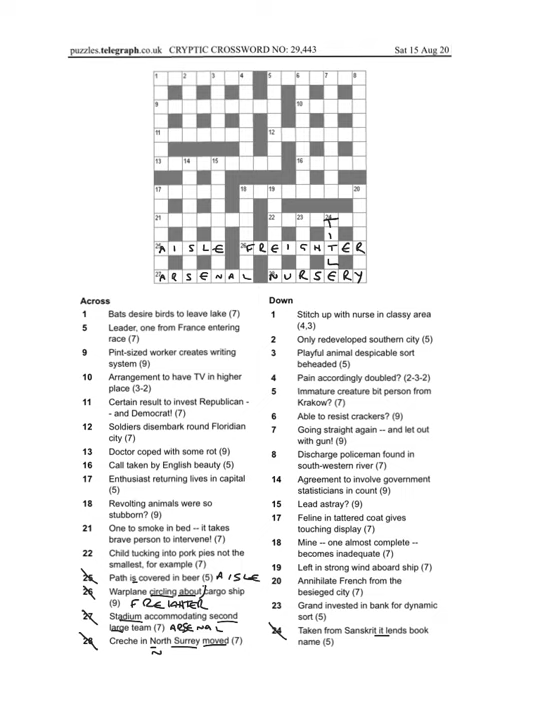 puzzles.telegraph.co.uk CRYPTIC CROSSWORD NO: 29,443 Sat 15 Aug 20
1 2 3 4 5 6 7 8
9 10
11 12
13 14 15 16
17 18 19 20
21 22 23 24 T
I
25 A I S L E 26 F R E I G H T E R
L
27 A R S E N A L 28 N U R S E R Y
Across
1 Bats desire birds to leave lake (7)
5 Leader, one from France entering
race (7)
9 Pint-sized worker creates writing
system (9)
10 Arrangement to have TV in higher
place (3-2)
11 Certain result to invest Republican -
- and Democrat! (7)
12 Soldiers disembark round Floridian
city (7)
13 Doctor coped with some rot (9)
16 Call taken by English beauty (5)
17 Enthusiast returning lives in capital
(5)
18 Revolting animals were so
stubborn? (9)
21 One to smoke in bed -- it takes
brave person to intervene! (7)
22 Child tucking into pork pies not the
smallest, for example (7)
25 Path is covered in beer (5) AISLE
26 Warplane circling about cargo ship
(9) FREIGHTER
27 Stadium accommodating second
large team (7) ARSENAL
28 Creche in North Surrey moved (7)
N
Down
1 Stitch up with nurse in classy area
(4,3)
2 Only redeveloped southern city (5)
3 Playful animal despicable sort
beheaded (5)
4 Pain accordingly doubled? (2-3-2)
5 Immature creature bit person from
Krakow? (7)
6 Able to resist crackers? (9)
7 Going straight again -- and let out
with gun! (9)
8 Discharge policeman found in
south-western river (7)
14 Agreement to involve government
statisticians in count (9)
15 Lead astray? (9)
17 Feline in tattered coat gives
touching display (7)
18 Mine -- one almost complete --
becomes inadequate (7)
19 Left in strong wind aboard ship (7)
20 Annihilate French from the
besieged city (7)
23 Grand invested in bank for dynamic
sort (5)
24 Taken from Sanskrit it lends book
name (5)